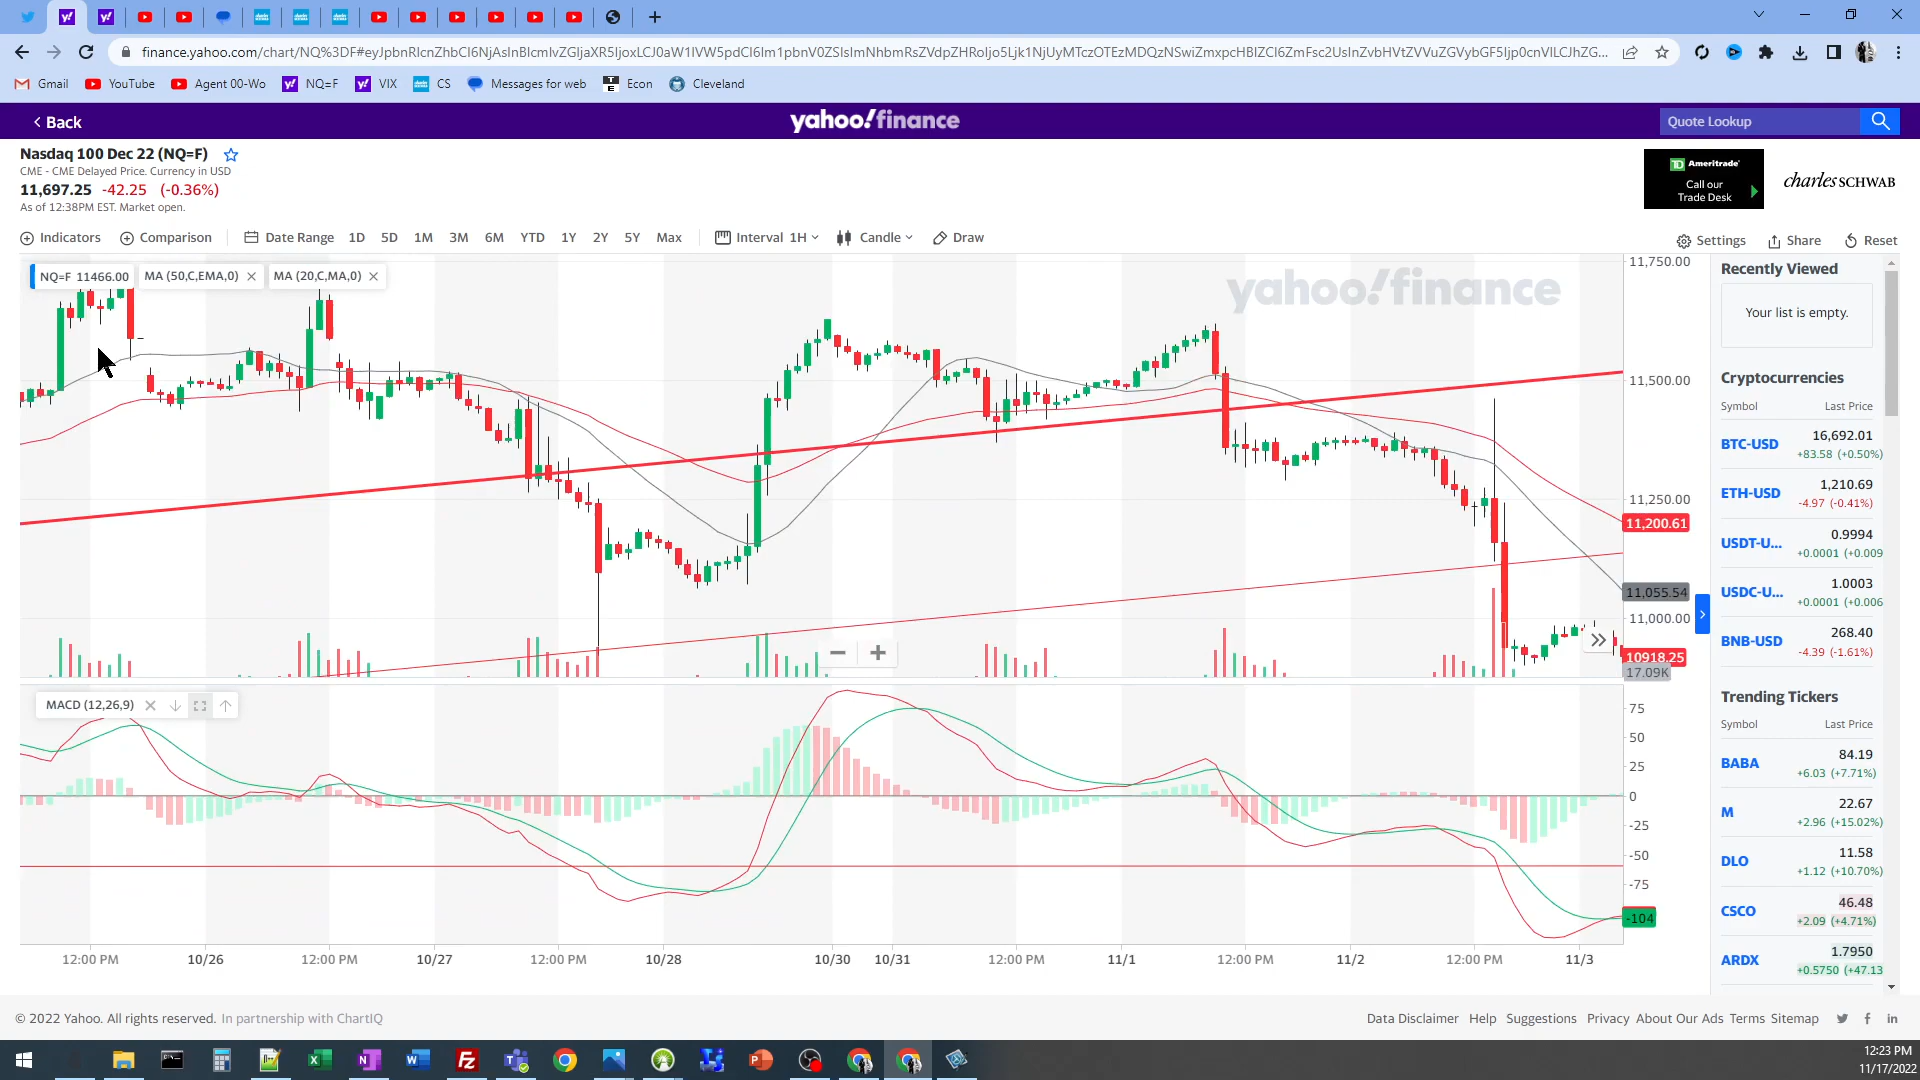 finance.yahoo.com/chart/NQ%3DF#eyJpbnRlcnZhbCI6NjAsInBlcmlvZGljaXR5IjoxLCJ0aW1lVW5pdCI6Im1pbnV0ZSIsImNhbmRsZVdpZHRoIjo5Ljk1NjUyMTczOTEzMDQzNSwiZmxpcHBlZCI6ZmFsc2UsInZvbHVtZVVuZGVybGF5Ijp0cnVlLCJhZG...
Gmail YouTube Agent 00-Wo NQ=F VIX CS Messages for web Econ Cleveland
< Back
yahoo!finance
Quote Lookup
Nasdaq 100 Dec 22 (NQ=F)
CME - CME Delayed Price. Currency in USD
11,697.25 -42.25 (-0.36%)
As of 12:38PM EST. Market open.
TD Ameritrade
Call our
Trade Desk
charles SCHWAB
Indicators Comparison Date Range 1D 5D 1M 3M 6M YTD 1Y 2Y 5Y Max Interval 1H Candle Draw
Settings Share Reset
NQ=F 11466.00 MA (50,C,EMA,0) MA (20,C,MA,0)
yahoo!finance
11,750.00
11,500.00
11,250.00
11,200.61
11,055.54
11,000.00
10918.25
17.09K
MACD (12,26,9)
75
50
25
0
-25
-50
-75
-104
12:00 PM 10/26 12:00 PM 10/27 12:00 PM 10/28 10/30 10/31 12:00 PM 11/1 12:00 PM 11/2 12:00 PM 11/3
Recently Viewed
Your list is empty.
Cryptocurrencies
Symbol Last Price
BTC-USD 16,692.01
+83.58 (+0.50%)
ETH-USD 1,210.69
-4.97 (-0.41%)
USDT-U... 0.9994
+0.0001 (+0.009
USDC-U... 1.0003
+0.0001 (+0.006
BNB-USD 268.40
-4.39 (-1.61%)
Trending Tickers
Symbol Last Price
BABA 84.19
+6.03 (+7.71%)
M 22.67
+2.96 (+15.02%)
DLO 11.58
+1.12 (+10.70%)
CSCO 46.48
+2.09 (+4.71%)
ARDX 1.7950
+0.5750 (+47.13
© 2022 Yahoo. All rights reserved. In partnership with ChartIQ
Data Disclaimer Help Suggestions Privacy About Our Ads Terms Sitemap
12:23 PM
11/17/2022